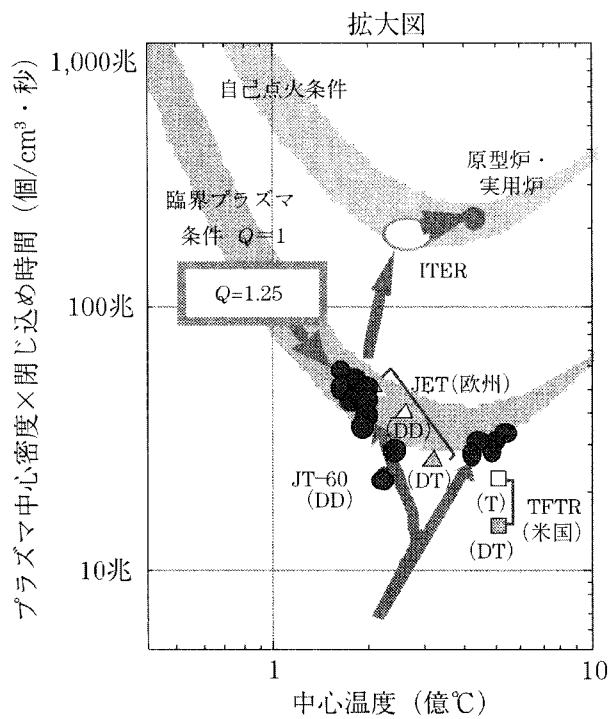 拡大図
1,000兆
自己点火条件
原型炉・
実用炉
臨界プラズマ
条件 Q=1
ITER
Q=1.25
100兆
JET(欧州)
(DD)
JT-60
(DD)
(DT)
(T)
TFTR
(米国)
(DT)
10兆
1
10
中心温度（億℃）
プラズマ中心密度×閉じ込め時間（個/cm³・秒）